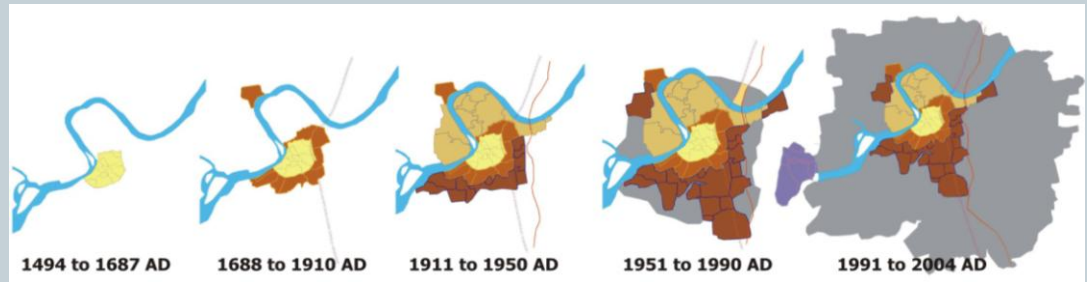 1494 to 1687 AD
1688 to 1910 AD
1911 to 1950 AD
1951 to 1990 AD
1991 to 2004 AD